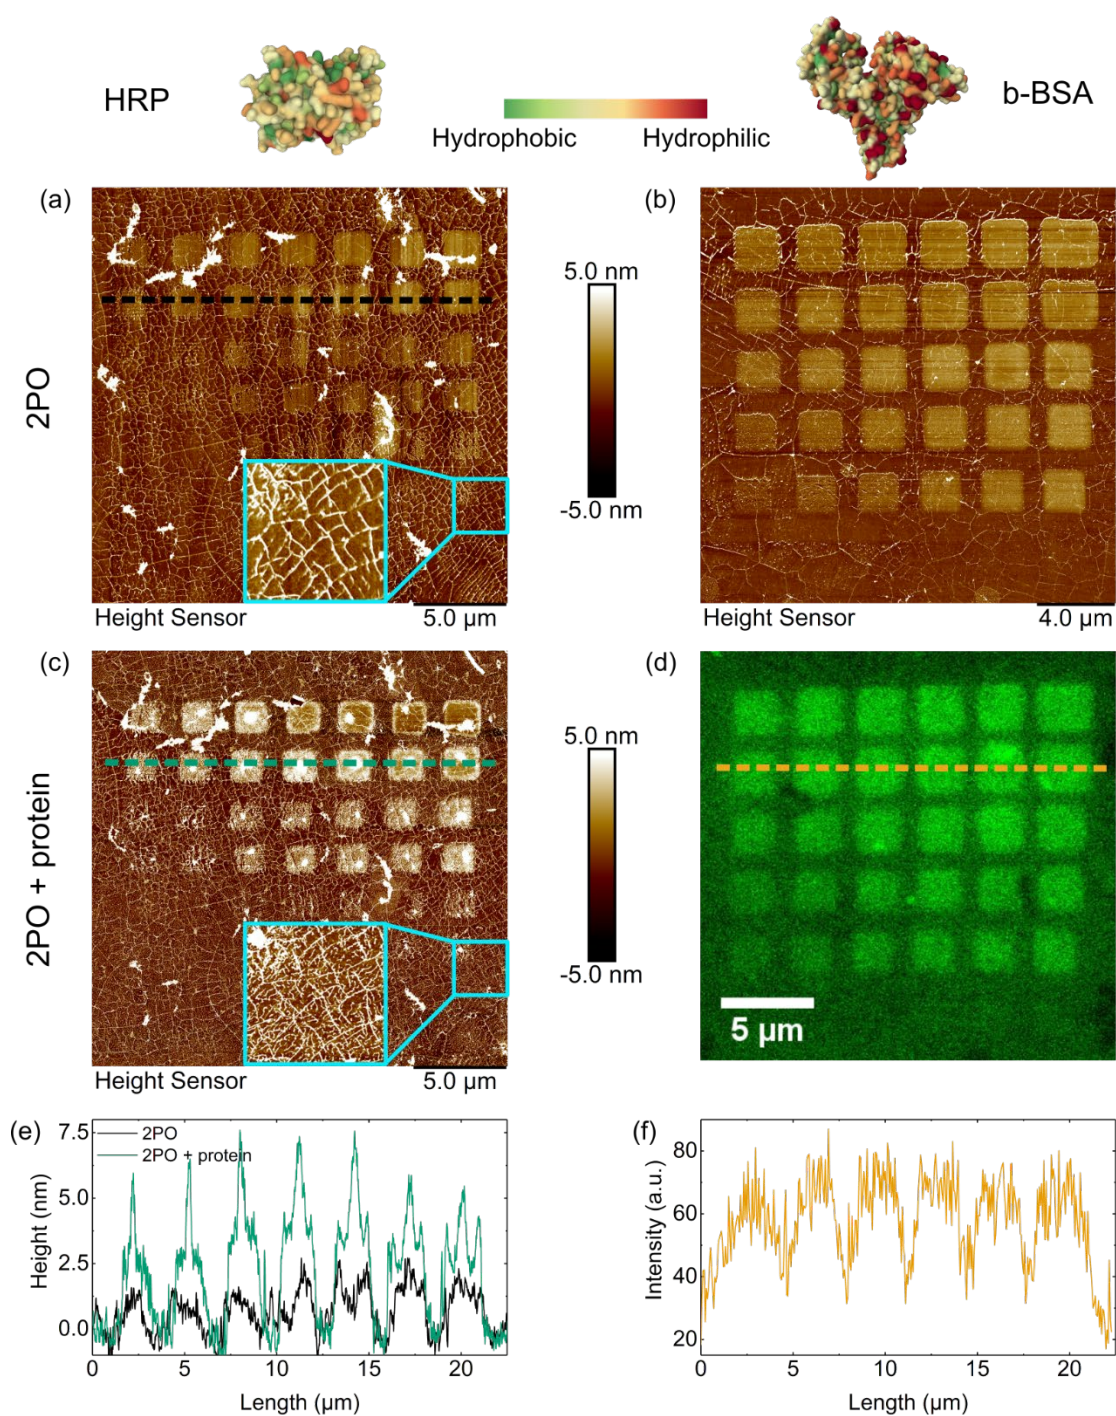 HRP
b-BSA
Hydrophobic
Hydrophilic
(a)
(b)
2PO
5.0 nm
-5.0 nm
Height Sensor
5.0 µm
Height Sensor
4.0 µm
(c)
(d)
2PO + protein
5.0 nm
-5.0 nm
5 µm
Height Sensor
5.0 µm
(e)
2PO
2PO + protein
7.5
5.0
2.5
0.0
Height (nm)
0
5
10
15
20
Length (µm)
(f)
80
60
40
20
Intensity (a.u.)
0
5
10
15
20
Length (µm)